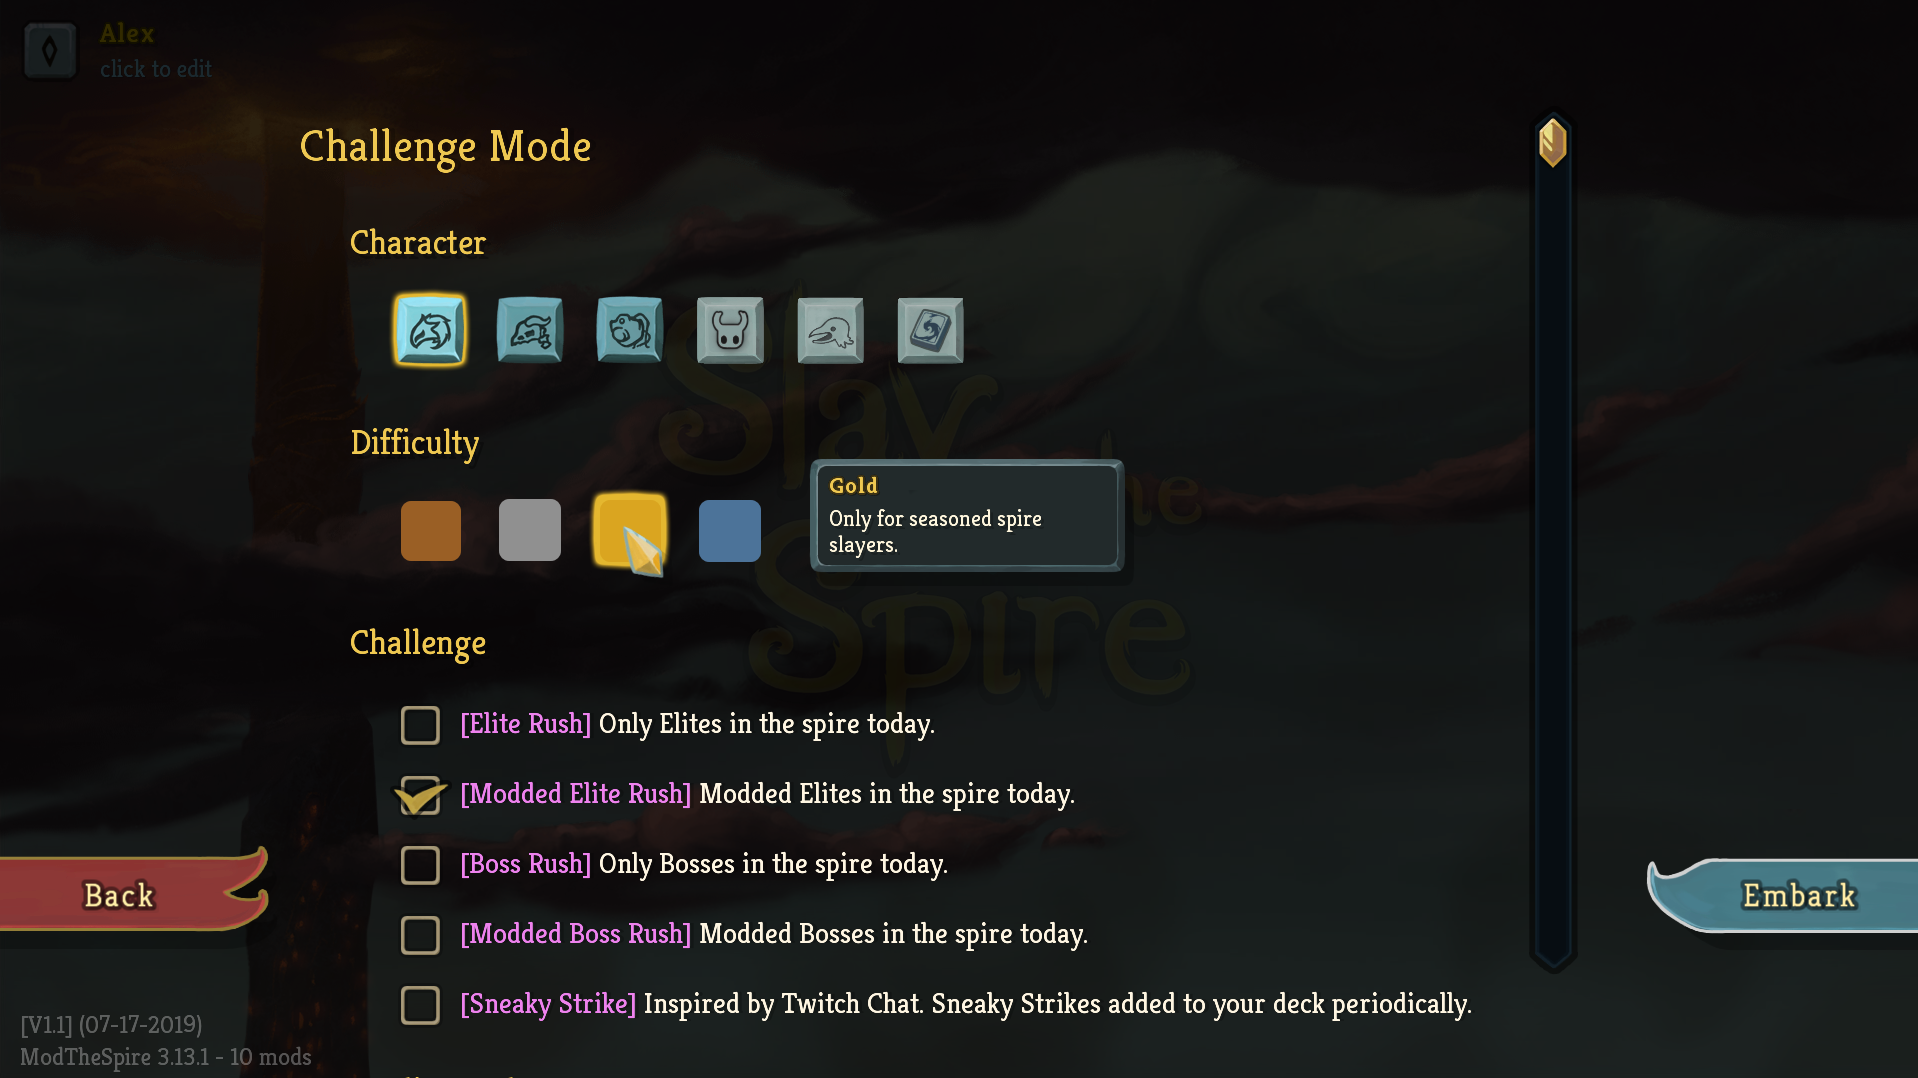 Alex
click to edit
Challenge Mode
Character
Difficulty
Slay
the
Spire
Gold
Only for seasoned spire
slayers.
Challenge
[Elite Rush] Only Elites in the spire today.
[Modded Elite Rush] Modded Elites in the spire today.
[Boss Rush] Only Bosses in the spire today.
[Modded Boss Rush] Modded Bosses in the spire today.
[Sneaky Strike] Inspired by Twitch Chat. Sneaky Strikes added to your deck periodically.
Back
Embark
[V1.1] (07-17-2019)
ModTheSpire 3.13.1 - 10 mods